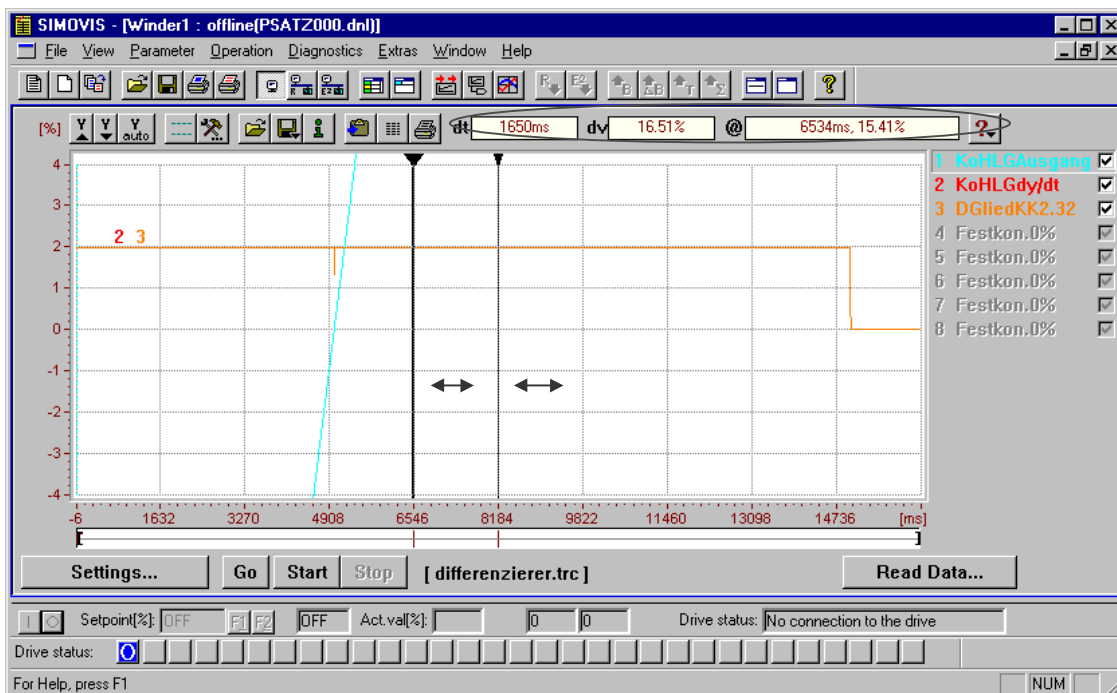 SIMOVIS - [Winder1 : offline(PSATZ000.dnl)]
File View Parameter Operation Diagnostics Extras Window Help
[%] Y Y Y auto dt 1650ms dv 16.51% @ 6534ms, 15.41% ?
4
3
2
1
0
-1
-2
-3
-4
2 3
1 KoHLGAusgang
2 KoHLGdy/dt
3 DGliedKK2.32
4 Festkon.0%
5 Festkon.0%
6 Festkon.0%
7 Festkon.0%
8 Festkon.0%
-6 1632 3270 4908 6546 8184 9822 11460 13098 14736 [ms]
Settings... Go Start Stop [ differenzierer.trc ] Read Data...
I O Setpoint[%]: OFF F1 F2 OFF Act.val[%]: 0 0 Drive status: No connection to the drive
Drive status: O
For Help, press F1 NUM